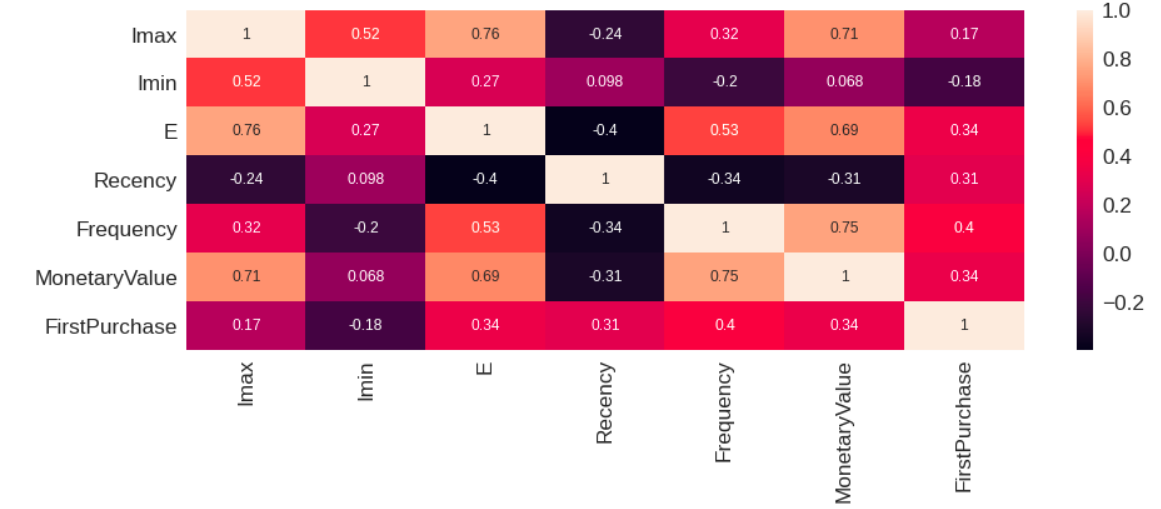 Imax 1 0.52 0.76 -0.24 0.32 0.71 0.17
Imin 0.52 1 0.27 0.098 -0.2 0.068 -0.18
E 0.76 0.27 1 -0.4 0.53 0.69 0.34
Recency -0.24 0.098 -0.4 1 -0.34 -0.31 0.31
Frequency 0.32 -0.2 0.53 -0.34 1 0.75 0.4
MonetaryValue 0.71 0.068 0.69 -0.31 0.75 1 0.34
FirstPurchase 0.17 -0.18 0.34 0.31 0.4 0.34 1
Imax
Imin
E
Recency
Frequency
MonetaryValue
FirstPurchase
1.0
0.8
0.6
0.4
0.2
0.0
−0.2